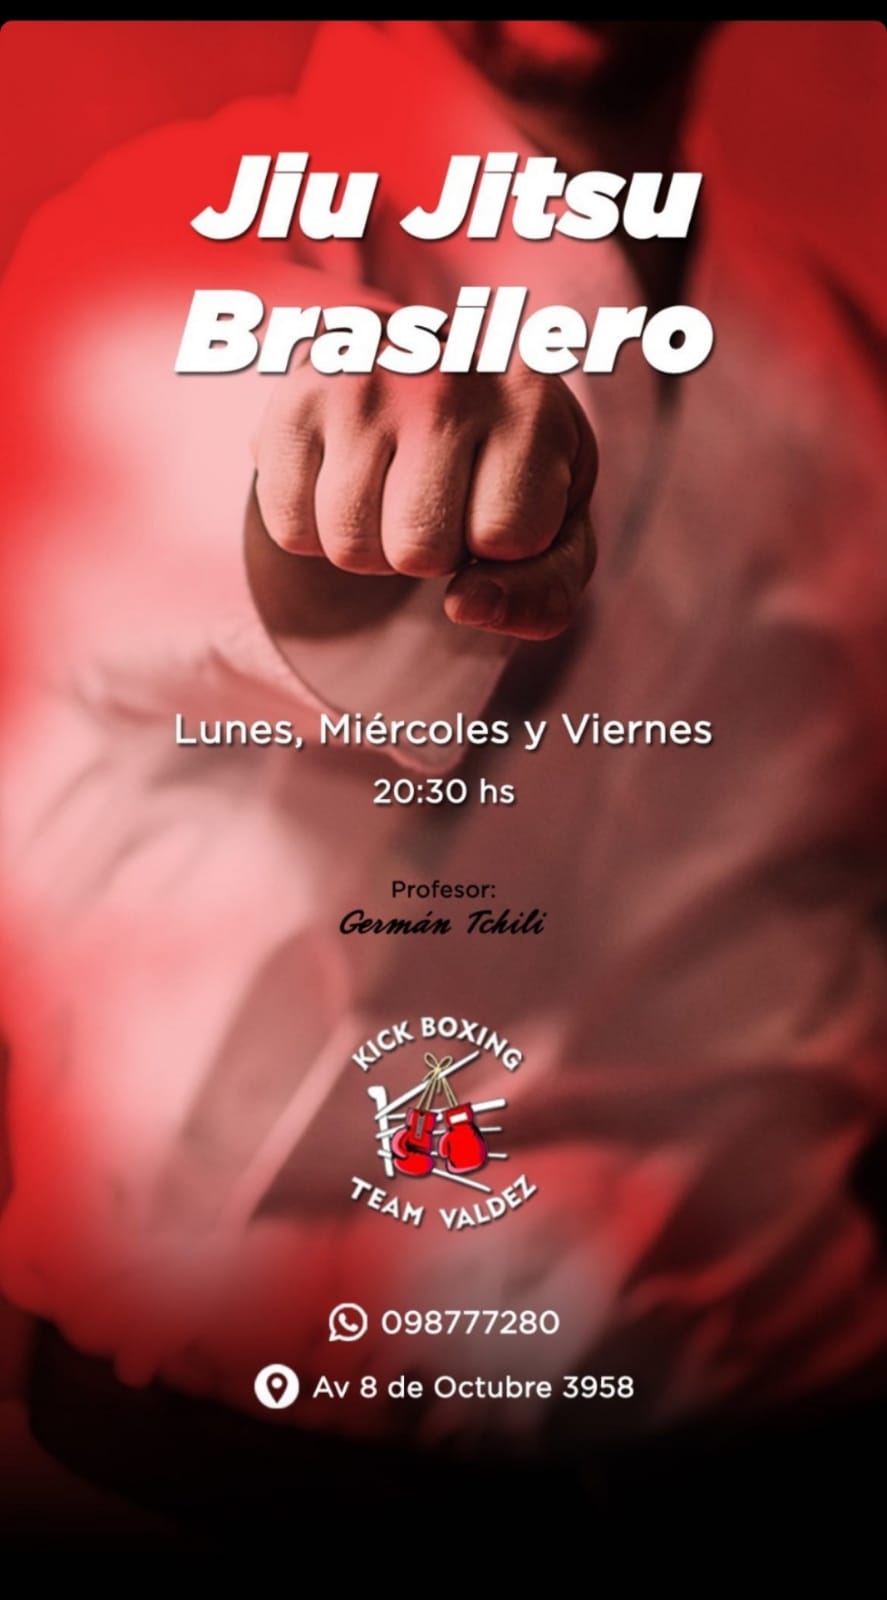 Jiu Jitsu
Brasilero
Lunes, Miércoles y Viernes
20:30 hs
Profesor:
Germán Tchili
KICK BOXING
TEAM VALDEZ
098777280
Av 8 de Octubre 3958